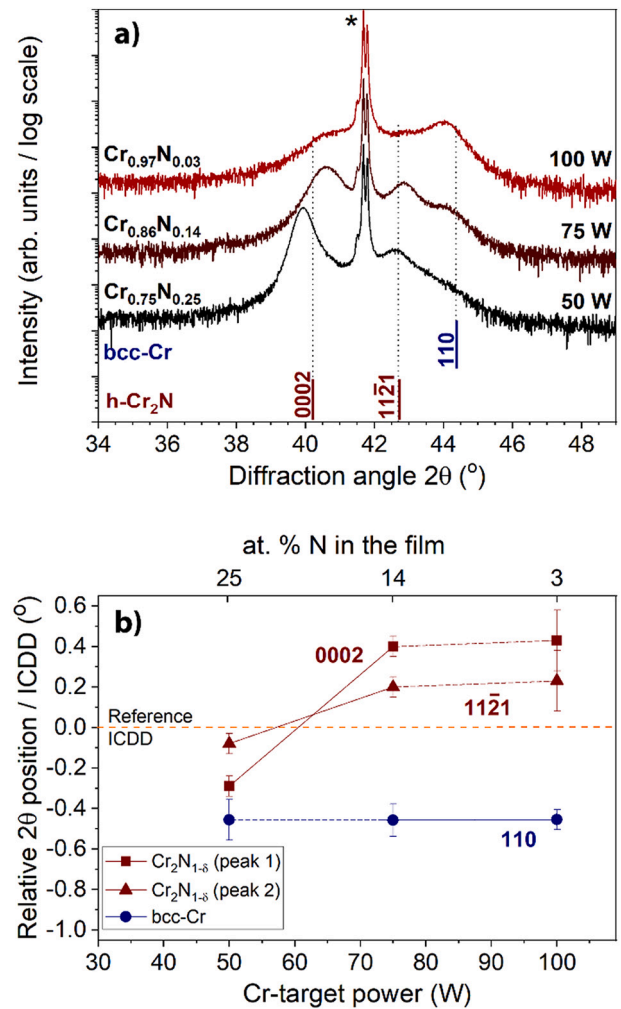 a)
*
Cr0.97N0.03
100 W
Cr0.86N0.14
75 W
Cr0.75N0.25
50 W
bcc-Cr
110
h-Cr2N
0002
112̄1
Intensity (arb. units / log scale)
34 36 38 40 42 44 46 48
Diffraction angle 2θ (°)
at. % N in the film
25 14 3
b)
0.6
0.4
0.2
0.0
-0.2
-0.4
-0.6
-0.8
-1.0
Relative 2θ position / ICDD (°)
0002
112̄1
Reference
ICDD
110
Cr2N1-δ (peak 1)
Cr2N1-δ (peak 2)
bcc-Cr
30 40 50 60 70 80 90 100
Cr-target power (W)